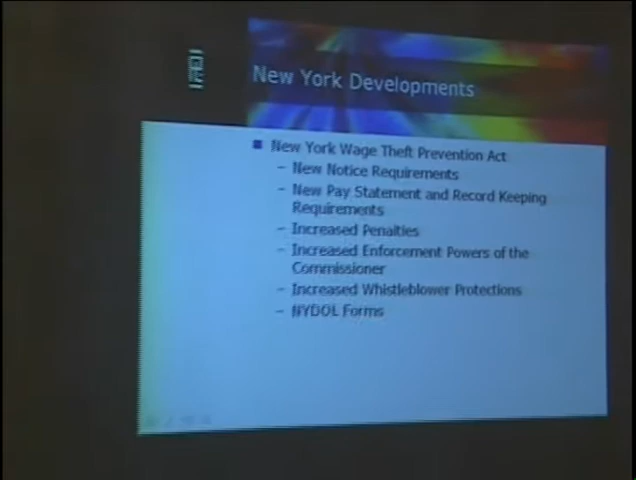 New York Developments
■ New York Wage Theft Prevention Act
– New Notice Requirements
– New Pay Statement and Record Keeping
Requirements
– Increased Penalties
– Increased Enforcement Powers of the
Commissioner
– Increased Whistleblower Protections
– NYDOL Forms